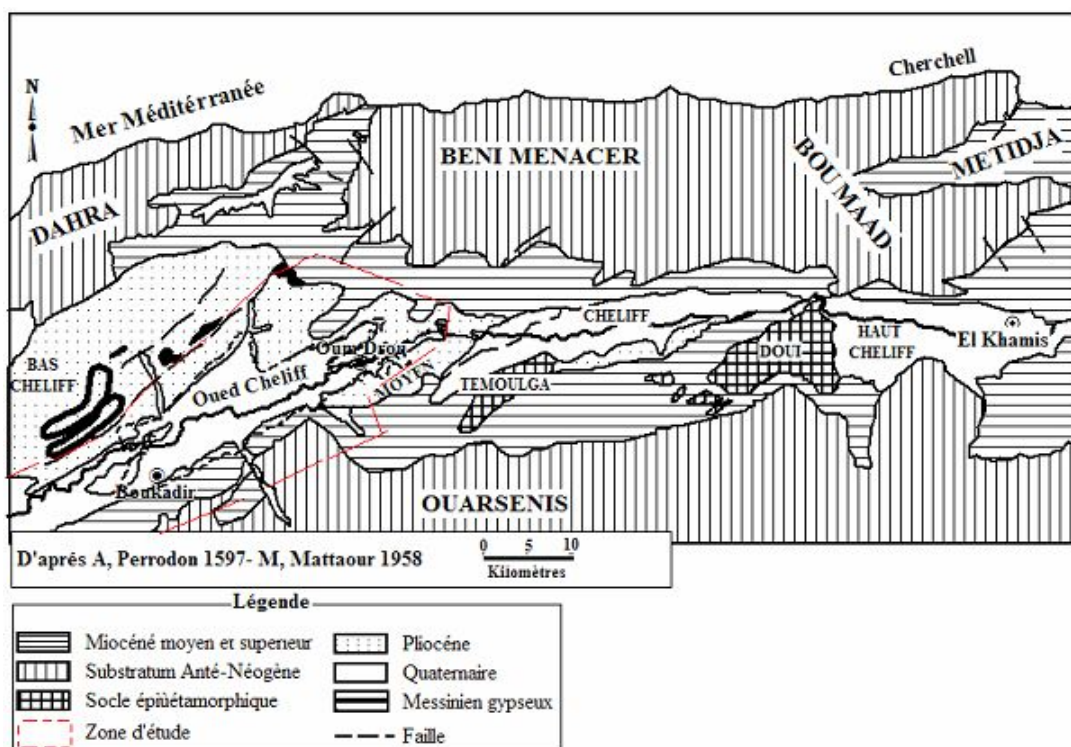 N
Mer Méditérranée
Cherchell
BENI MENACER
BOU MAAD
METIDJA
DAHRA
BAS
CHELIFF
Oued Cheliff
Oum Drou
MOYEN
CHELIFF
TEMOULGA
DOUI
HAUT
CHELIFF
El Khamis
Boukadir
OUARSENIS
D'aprés A, Perrodon 1597- M, Mattaour 1958
0 5 10
Kilomètres
Légende
Miocéné moyen et superieur
Substratum Anté-Néogène
Socle épimétamorphique
Zone d'étude
Pliocéne
Quaternaire
Messinien gypseux
Faille